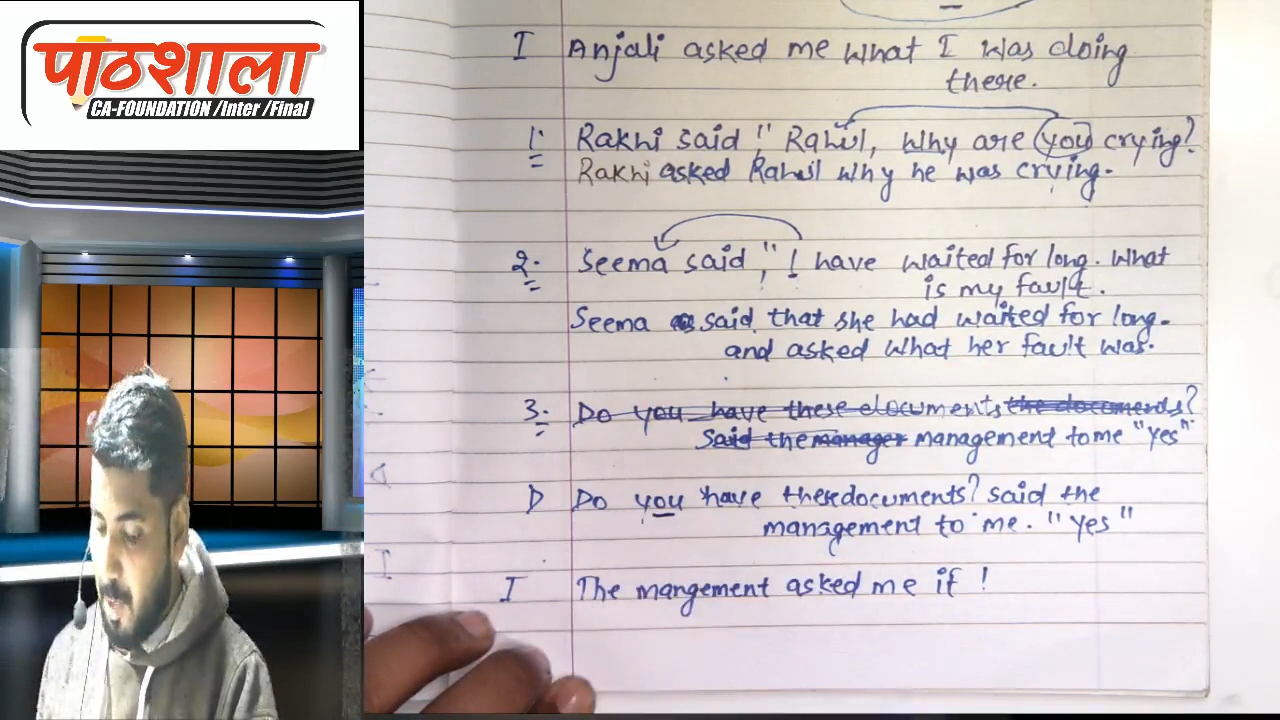 पाठशाला
CA-FOUNDATION /Inter /Final
I Anjali asked me what I was doing
there.
1. Rakhi said, " Rahul, why are you crying?
Rakhi asked Rahul why he was crying.
2. Seema said, " I have waited for long. What
is my fault.
Seema said that she had waited for long.
and asked what her fault was.
3. Do you have these documents the documents?
Said the manager management to me "yes"
D Do you have these documents? said the
management to me. "yes"
I The mangement asked me if I